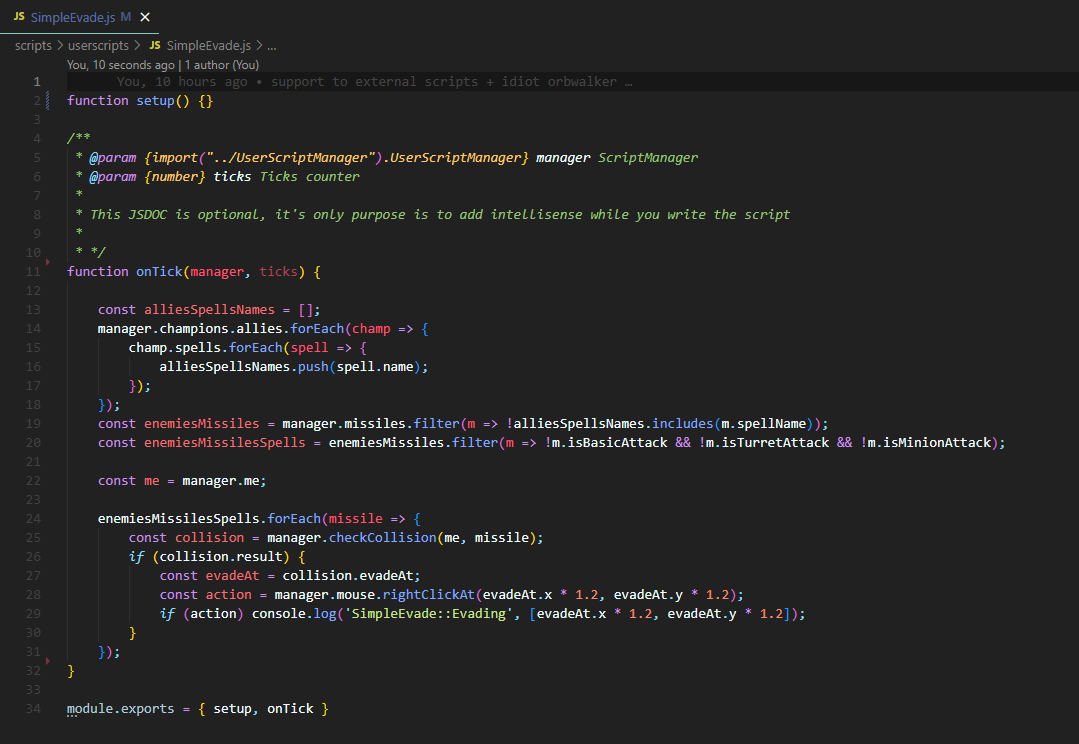 JS SimpleEvade.js M ×
scripts > userscripts > JS SimpleEvade.js > ...
You, 10 seconds ago | 1 author (You)
1 You, 10 hours ago • support to external scripts + idiot orbwalker …
2 function setup() {}
3
4 /**
5  * @param {import("../UserScriptManager").UserScriptManager} manager ScriptManager
6  * @param {number} ticks Ticks counter
7  *
8  * This JSDOC is optional, it's only purpose is to add intellisense while you write the script
9  *
10  * */
11 function onTick(manager, ticks) {
12
13     const alliesSpellsNames = [];
14     manager.champions.allies.forEach(champ => {
15         champ.spells.forEach(spell => {
16             alliesSpellsNames.push(spell.name);
17         });
18     });
19     const enemiesMissiles = manager.missiles.filter(m => !alliesSpellsNames.includes(m.spellName));
20     const enemiesMissilesSpells = enemiesMissiles.filter(m => !m.isBasicAttack && !m.isTurretAttack && !m.isMinionAttack);
21
22     const me = manager.me;
23
24     enemiesMissilesSpells.forEach(missile => {
25         const collision = manager.checkCollision(me, missile);
26         if (collision.result) {
27             const evadeAt = collision.evadeAt;
28             const action = manager.mouse.rightClickAt(evadeAt.x * 1.2, evadeAt.y * 1.2);
29             if (action) console.log('SimpleEvade::Evading', [evadeAt.x * 1.2, evadeAt.y * 1.2]);
30         }
31     });
32 }
33
34 module.exports = { setup, onTick }